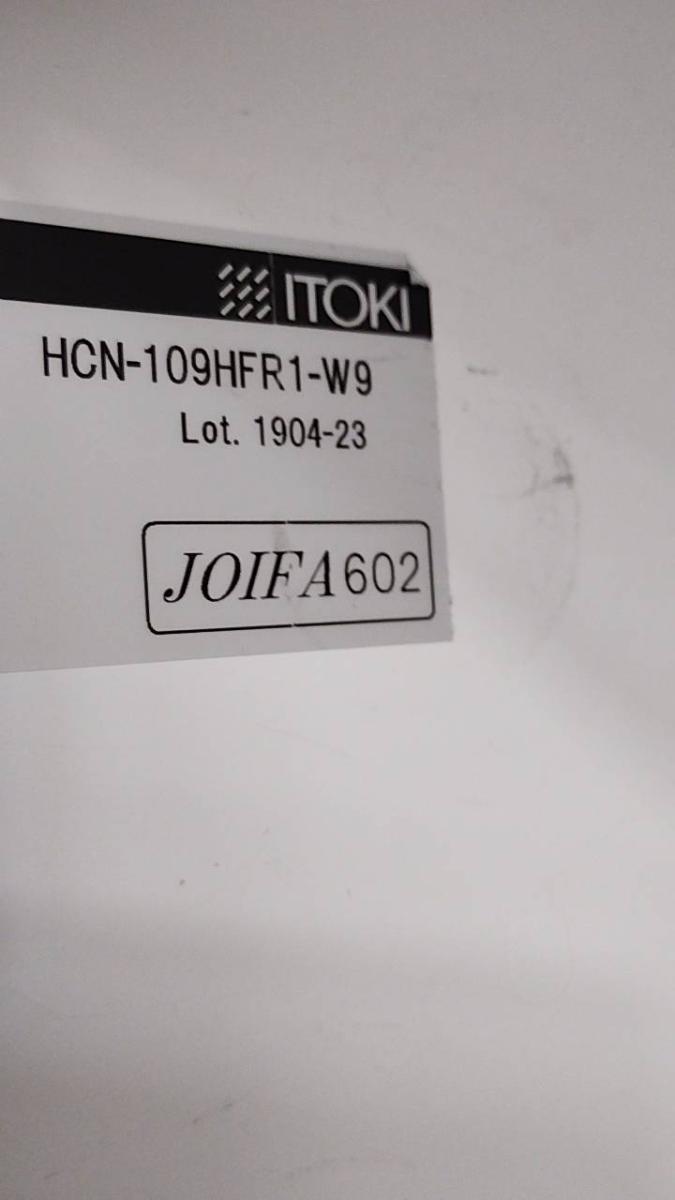 ITOKI
HCN-109HFR1-W9
Lot. 1904-23
JOIFA602